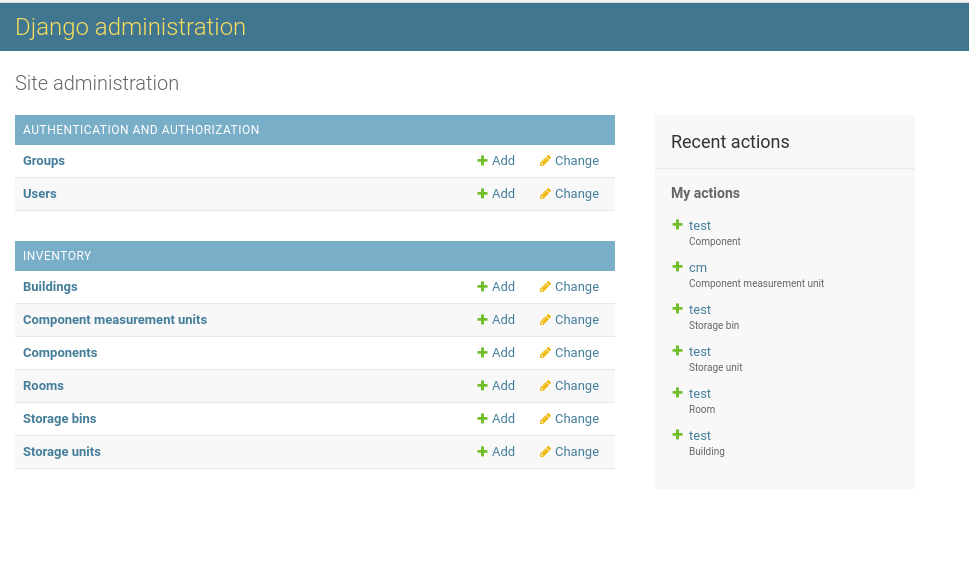 Django administration
Site administration
AUTHENTICATION AND AUTHORIZATION
Groups Add Change
Users Add Change
INVENTORY
Buildings Add Change
Component measurement units Add Change
Components Add Change
Rooms Add Change
Storage bins Add Change
Storage units Add Change
Recent actions
My actions
test
Component
cm
Component measurement unit
test
Storage bin
test
Storage unit
test
Room
test
Building